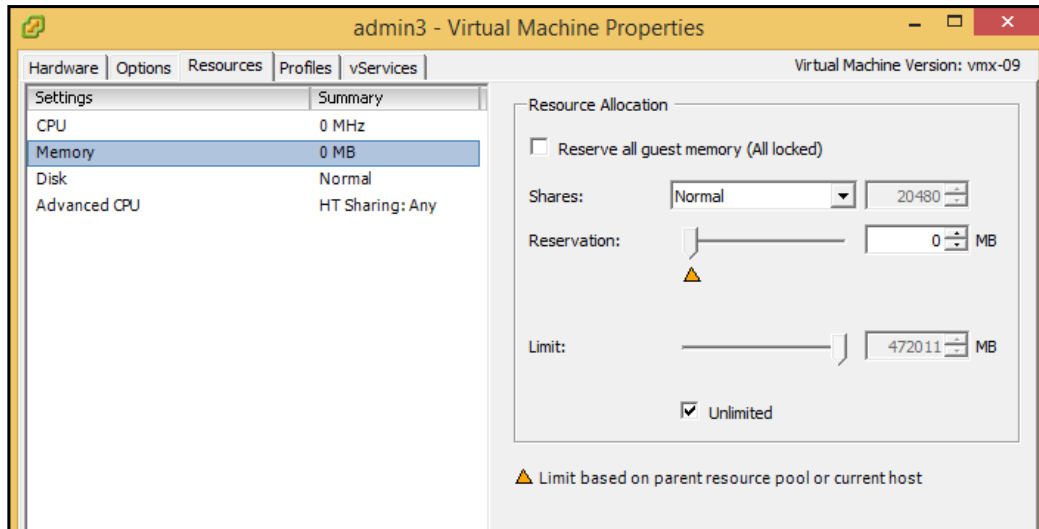 admin3 - Virtual Machine Properties
Hardware Options Resources Profiles vServices Virtual Machine Version: vmx-09
Settings Summary
CPU 0 MHz
Memory 0 MB
Disk Normal
Advanced CPU HT Sharing: Any
Resource Allocation
Reserve all guest memory (All locked)
Shares: Normal 20480
Reservation: 0 MB
Limit: 472011 MB
Unlimited
Limit based on parent resource pool or current host